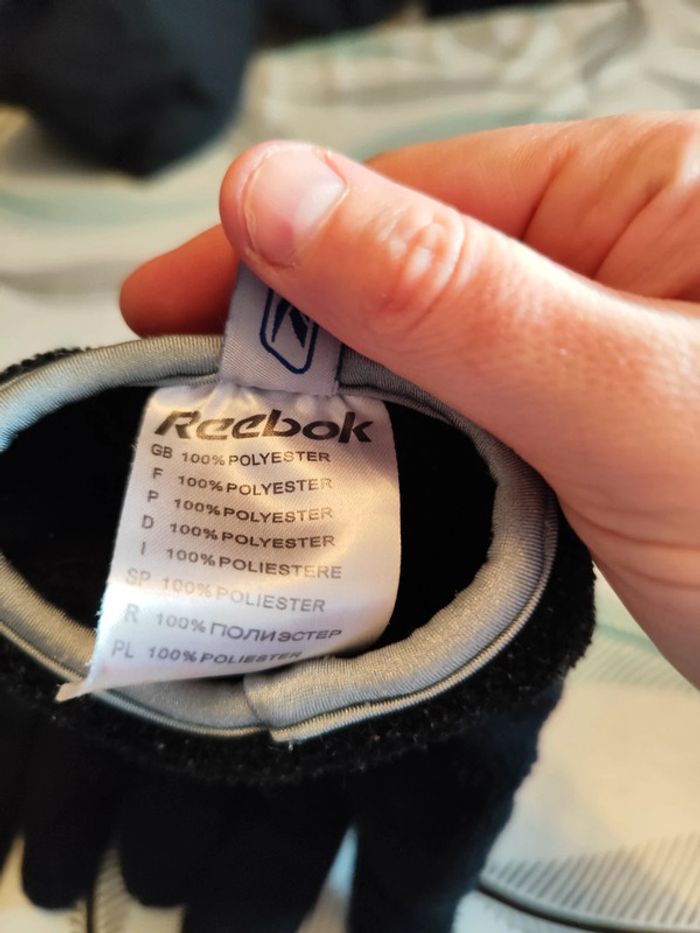 Reebok
GB 100% POLYESTER
F 100% POLYESTER
P 100% POLYESTER
D 100% POLYESTER
I 100% POLIESTERE
SP 100% POLIESTER
R 100% ПОЛИЭСТЕР
PL 100% POLIESTER